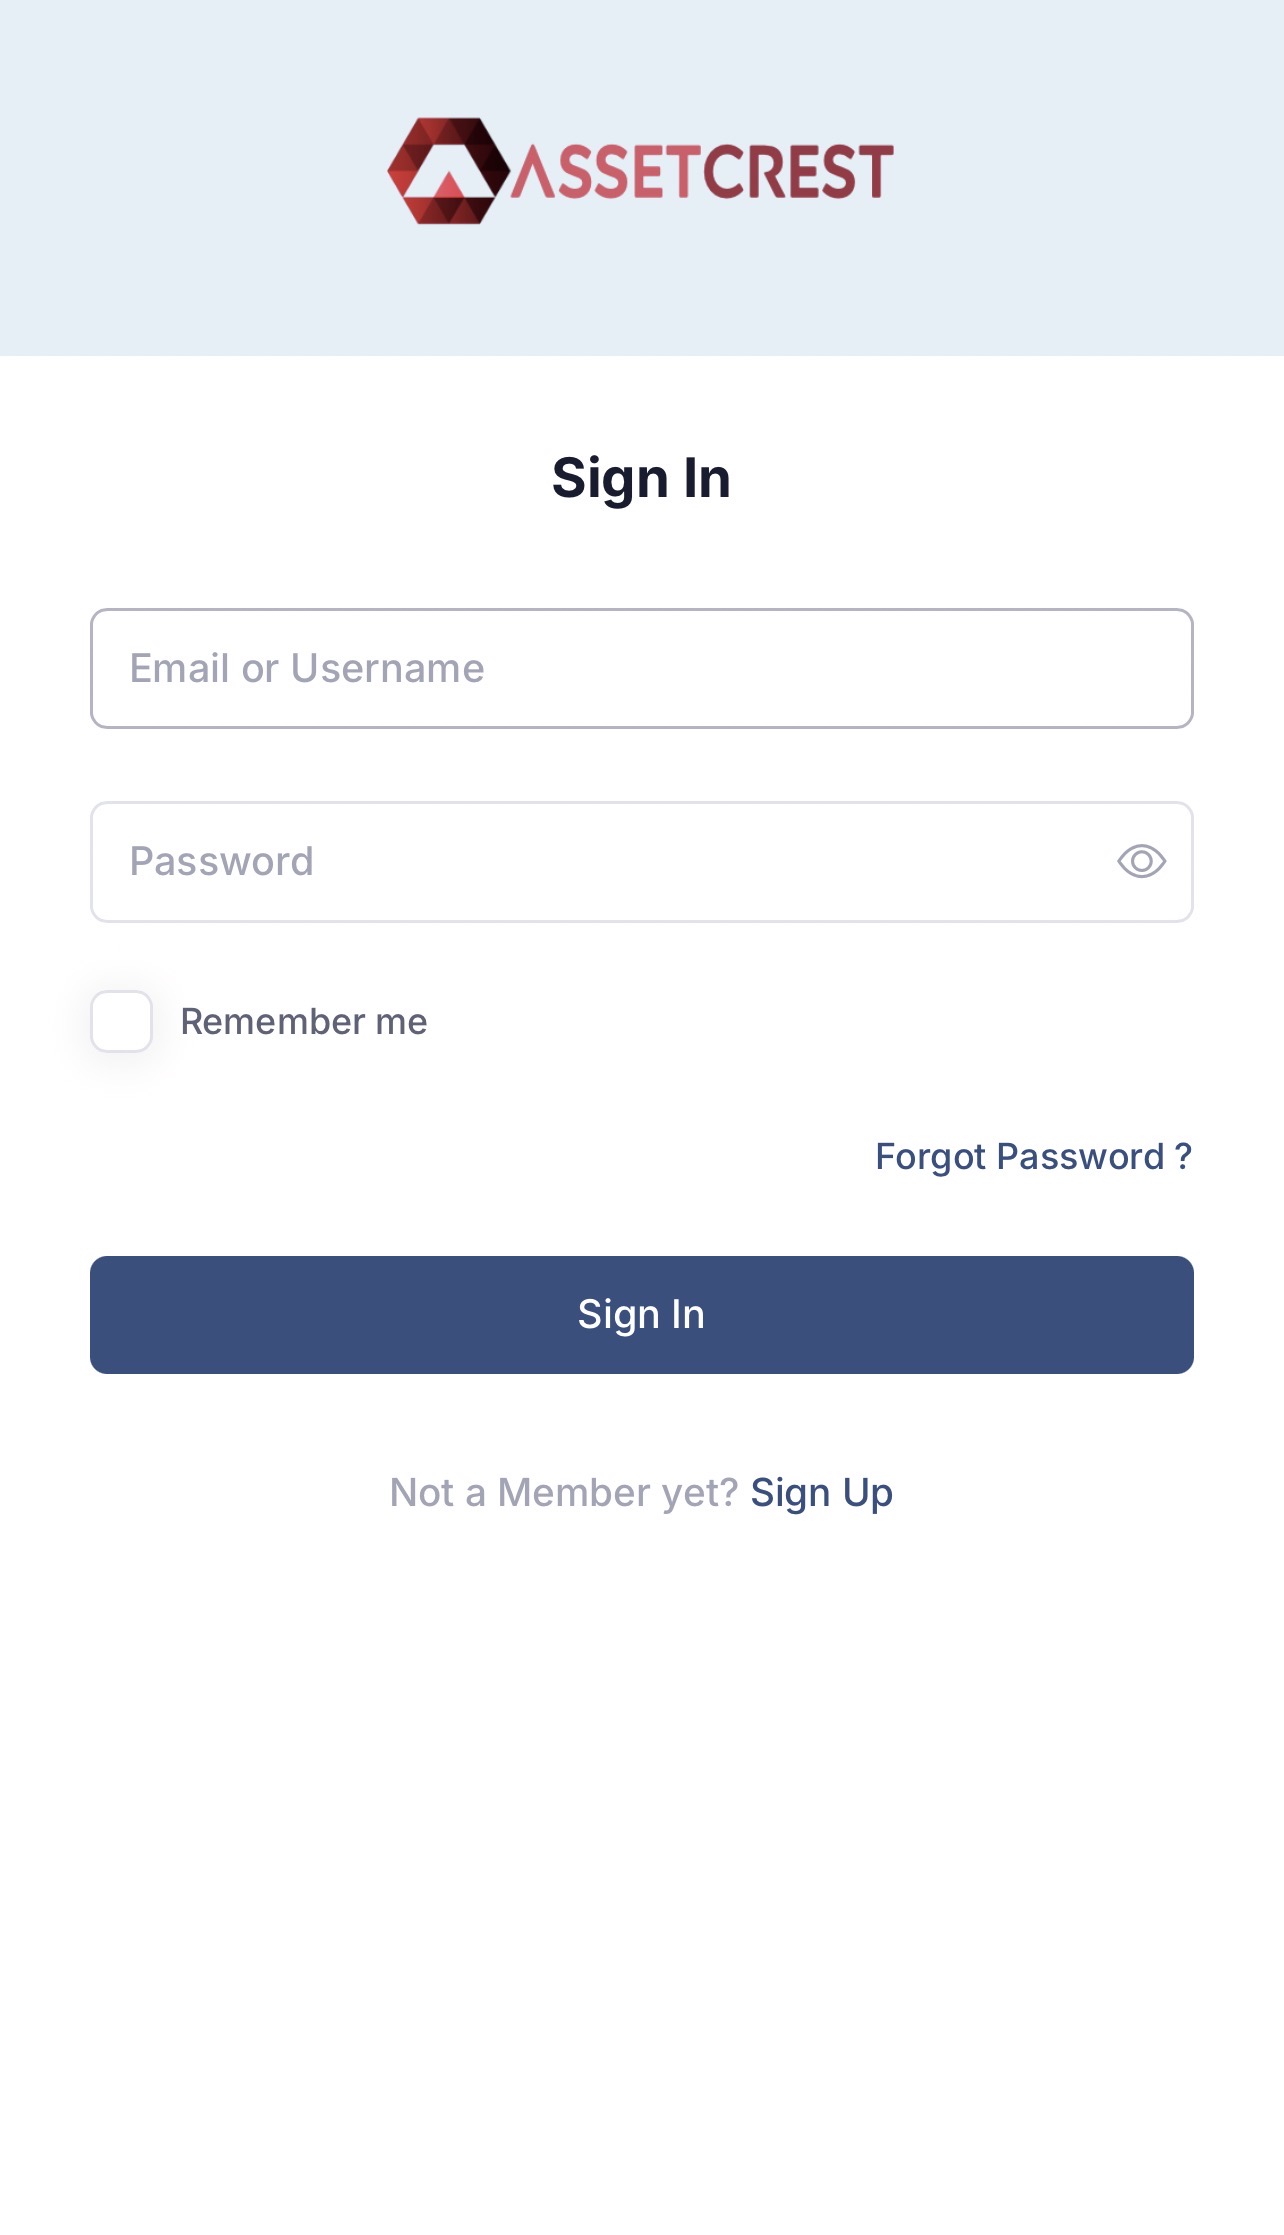 ASSETCREST
Sign In
Email or Username
Password
Remember me
Forgot Password ?
Sign In
Not a Member yet? Sign Up